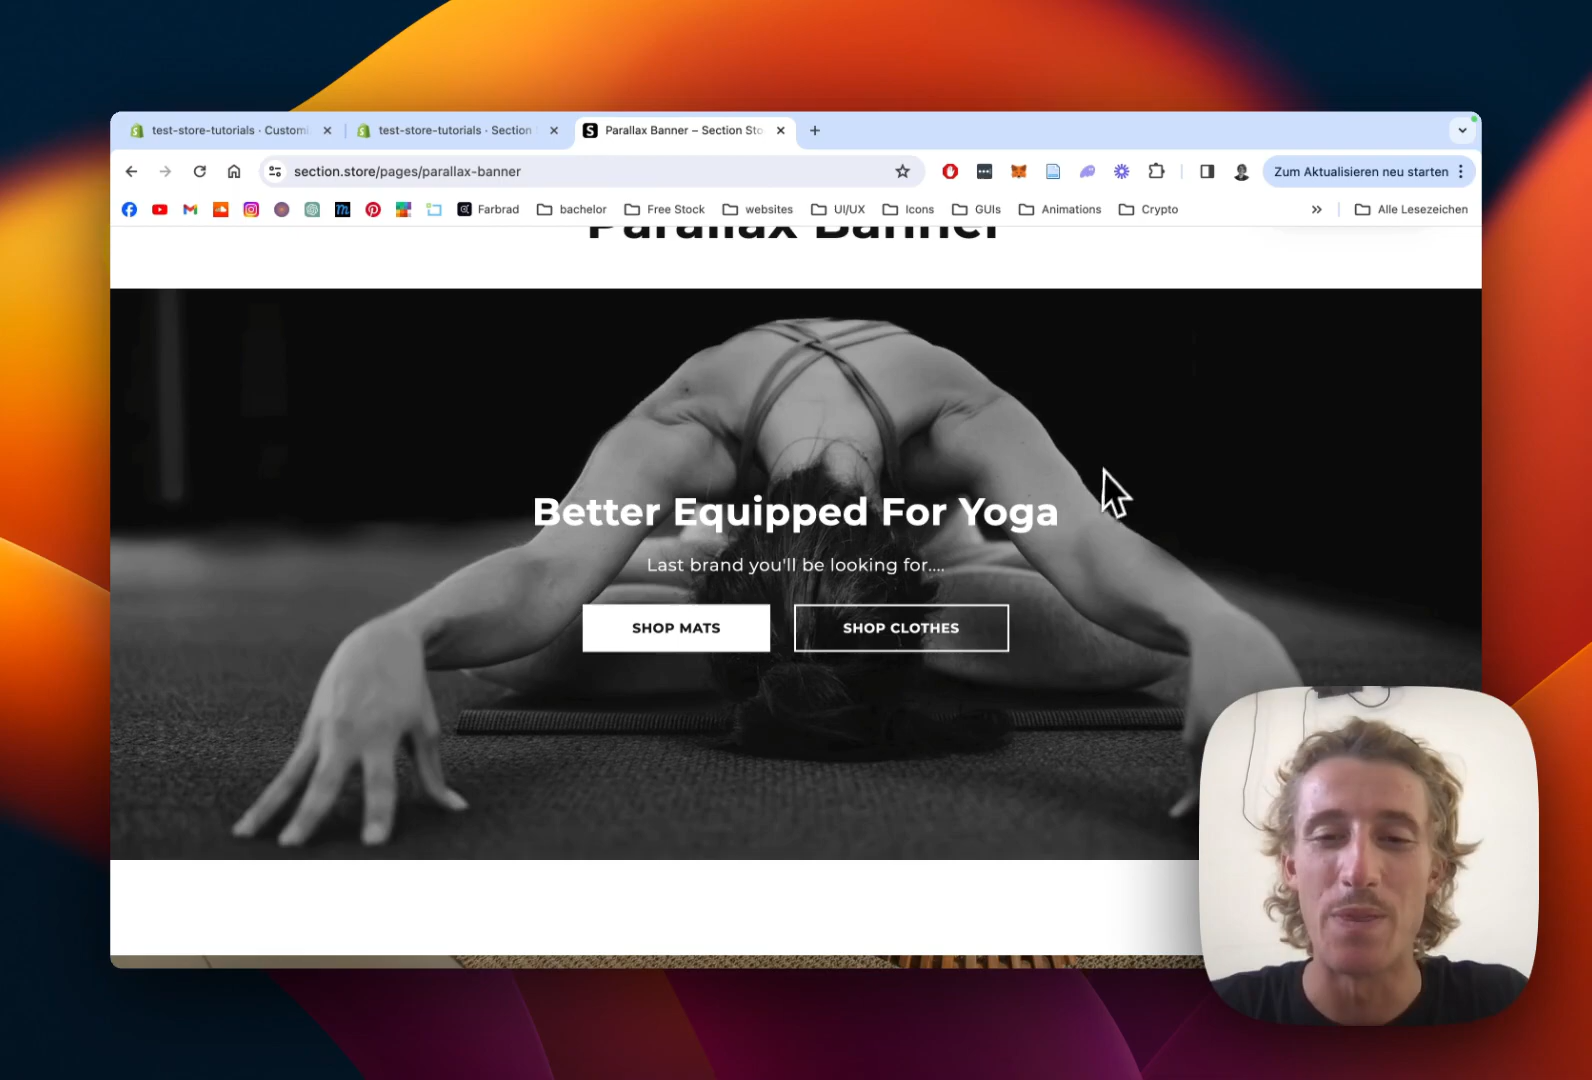 test-store-tutorials · Customi
test-store-tutorials · Section
Parallax Banner – Section Sto
section.store/pages/parallax-banner
Zum Aktualisieren neu starten
Farbrad
bachelor
Free Stock
websites
UI/UX
Icons
GUIs
Animations
Crypto
Alle Lesezeichen
Parallax Banner
Better Equipped For Yoga
Last brand you'll be looking for....
SHOP MATS
SHOP CLOTHES